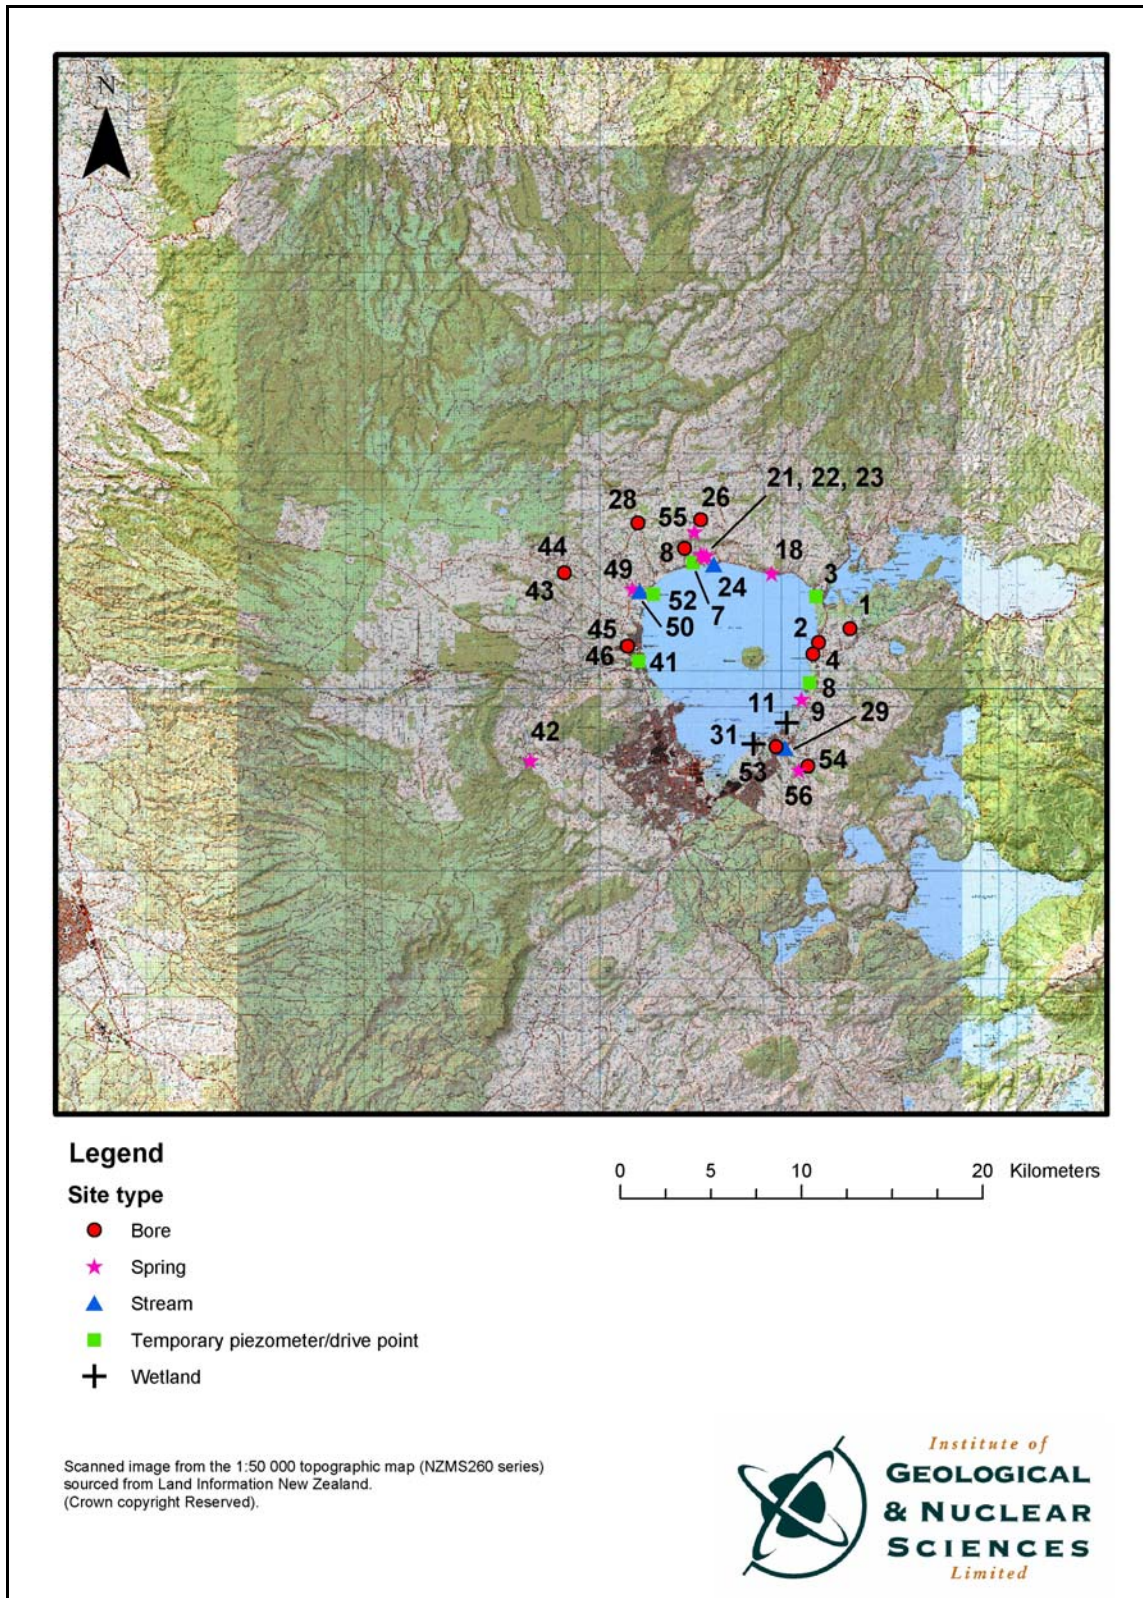 N
21, 22, 23
26
28
55
44
8
18
3
43
49
24
1
52
7
2
50
45
4
46
41
8
11
9
29
42
31
53
54
56
Legend
Site type
Bore
Spring
Stream
Temporary piezometer/drive point
Wetland
0 5 10 20 Kilometers
Scanned image from the 1:50 000 topographic map (NZMS260 series)
sourced from Land Information New Zealand.
(Crown copyright Reserved).
Institute of
GEOLOGICAL
& NUCLEAR
SCIENCES
Limited